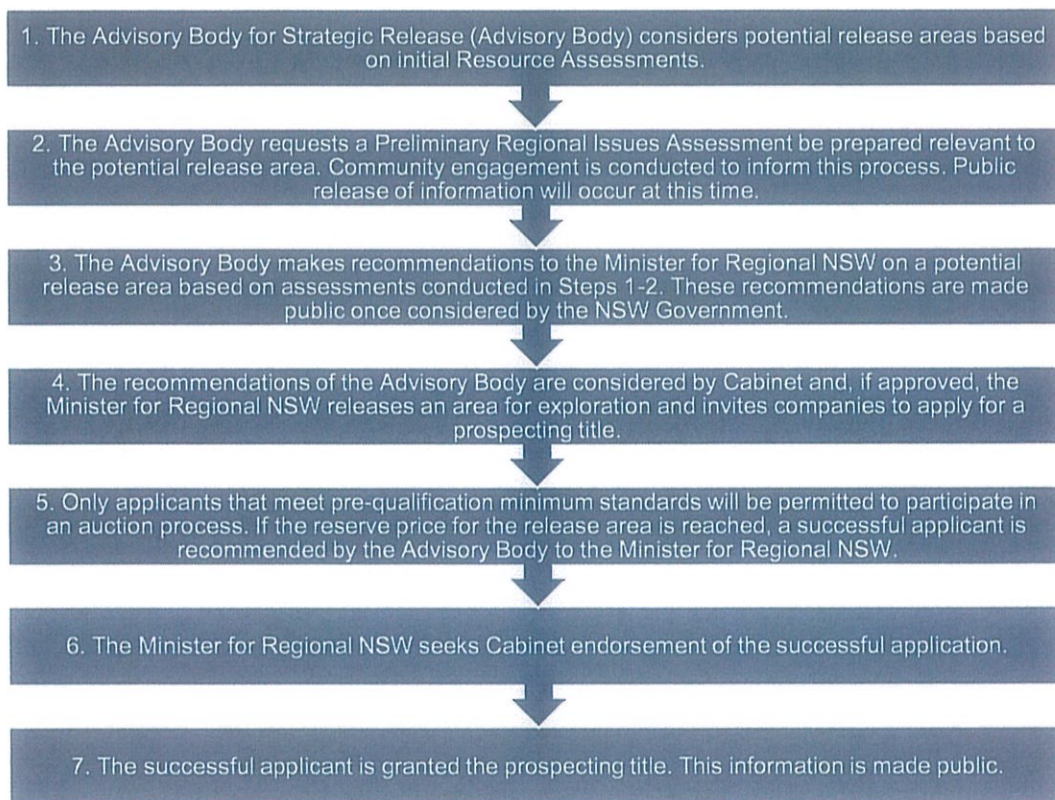 1. The Advisory Body for Strategic Release (Advisory Body) considers potential release areas based
on initial Resource Assessments.
2. The Advisory Body requests a Preliminary Regional Issues Assessment be prepared relevant to
the potential release area. Community engagement is conducted to inform this process. Public
release of information will occur at this time.
3. The Advisory Body makes recommendations to the Minister for Regional NSW on a potential
release area based on assessments conducted in Steps 1-2. These recommendations are made
public once considered by the NSW Government.
4. The recommendations of the Advisory Body are considered by Cabinet and, if approved, the
Minister for Regional NSW releases an area for exploration and invites companies to apply for a
prospecting title.
5. Only applicants that meet pre-qualification minimum standards will be permitted to participate in
an auction process. If the reserve price for the release area is reached, a successful applicant is
recommended by the Advisory Body to the Minister for Regional NSW.
6. The Minister for Regional NSW seeks Cabinet endorsement of the successful application.
7. The successful applicant is granted the prospecting title. This information is made public.